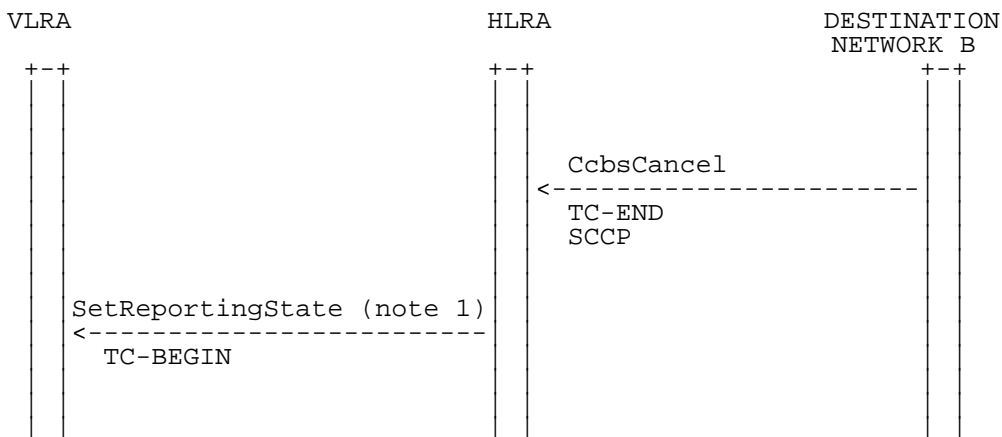 VLRA HLRA DESTINATION
NETWORK B
CcbsCancel
TC-END
SCCP
SetReportingState (note 1)
TC-BEGIN